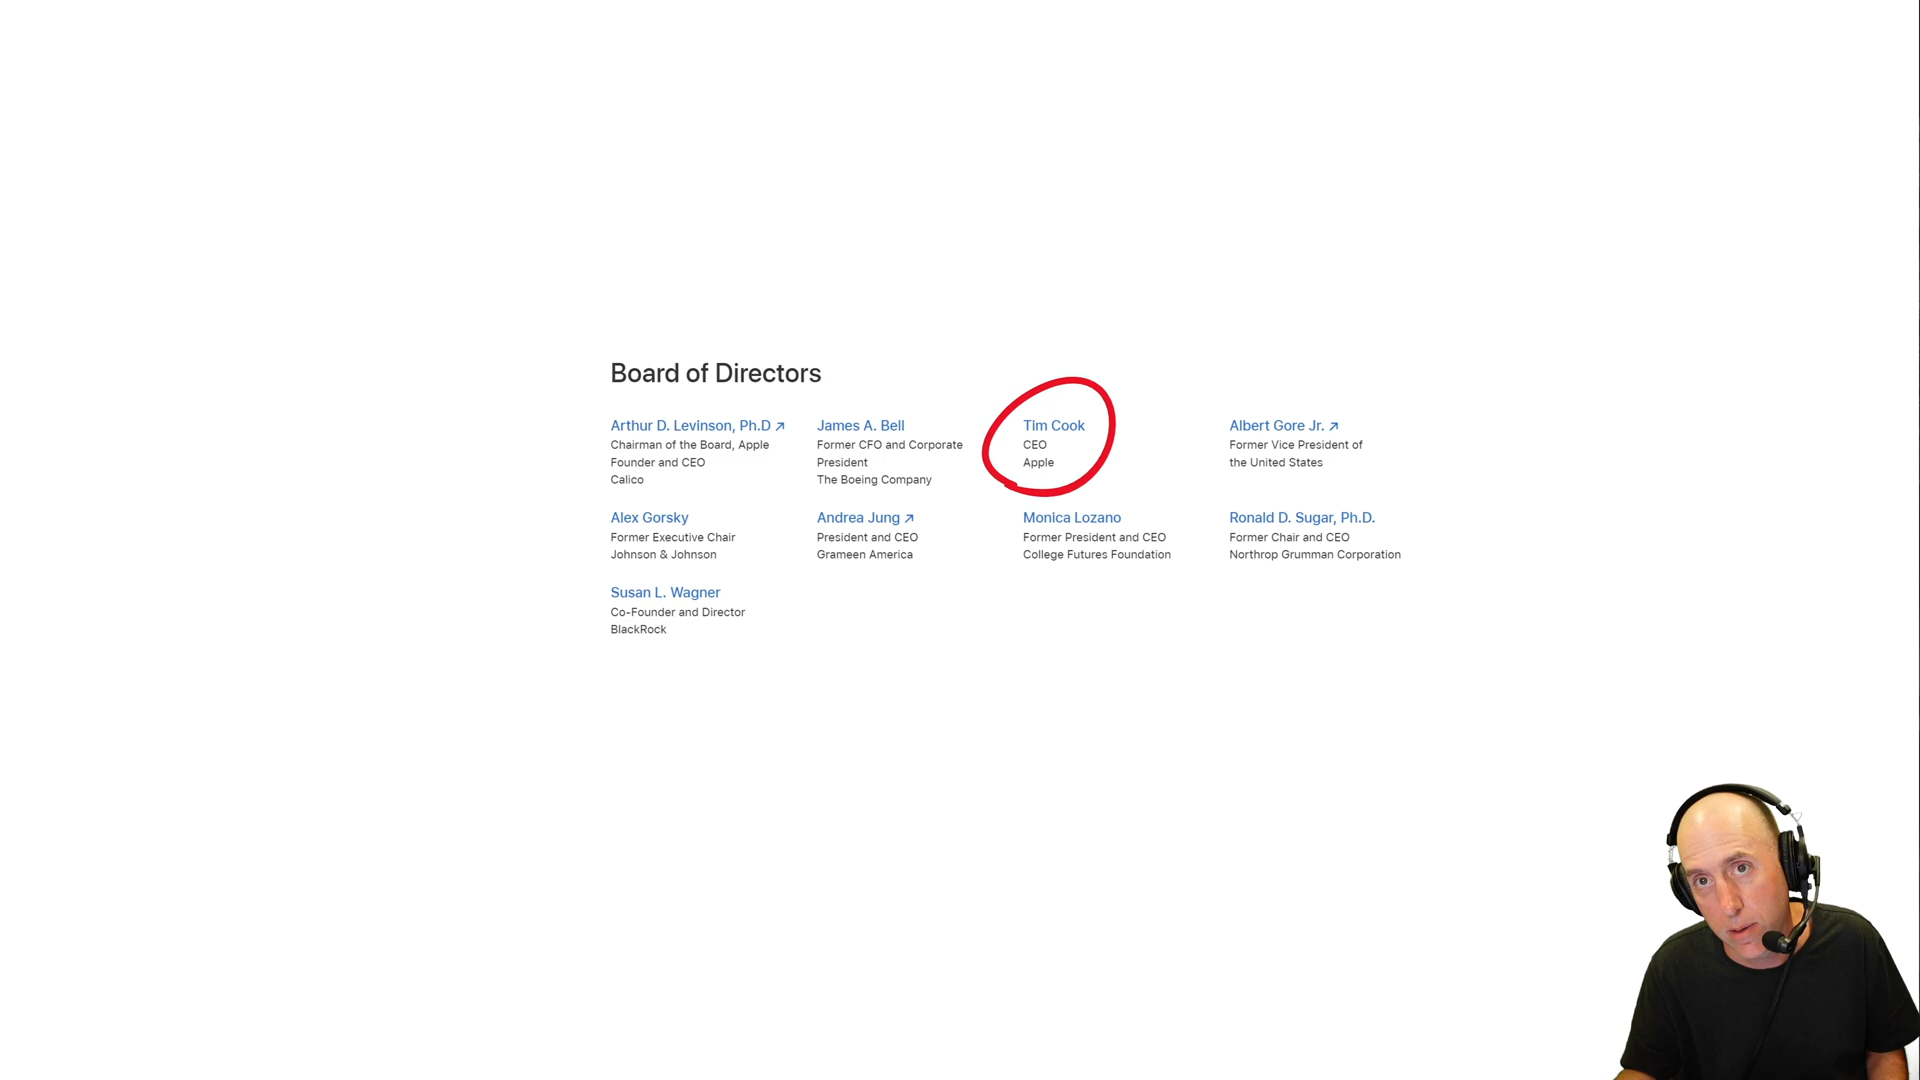 Board of Directors
Arthur D. Levinson, Ph.D ↗
Chairman of the Board, Apple
Founder and CEO
Calico
James A. Bell
Former CFO and Corporate
President
The Boeing Company
Tim Cook
CEO
Apple
Albert Gore Jr. ↗
Former Vice President of
the United States
Alex Gorsky
Former Executive Chair
Johnson & Johnson
Andrea Jung ↗
President and CEO
Grameen America
Monica Lozano
Former President and CEO
College Futures Foundation
Ronald D. Sugar, Ph.D.
Former Chair and CEO
Northrop Grumman Corporation
Susan L. Wagner
Co-Founder and Director
BlackRock